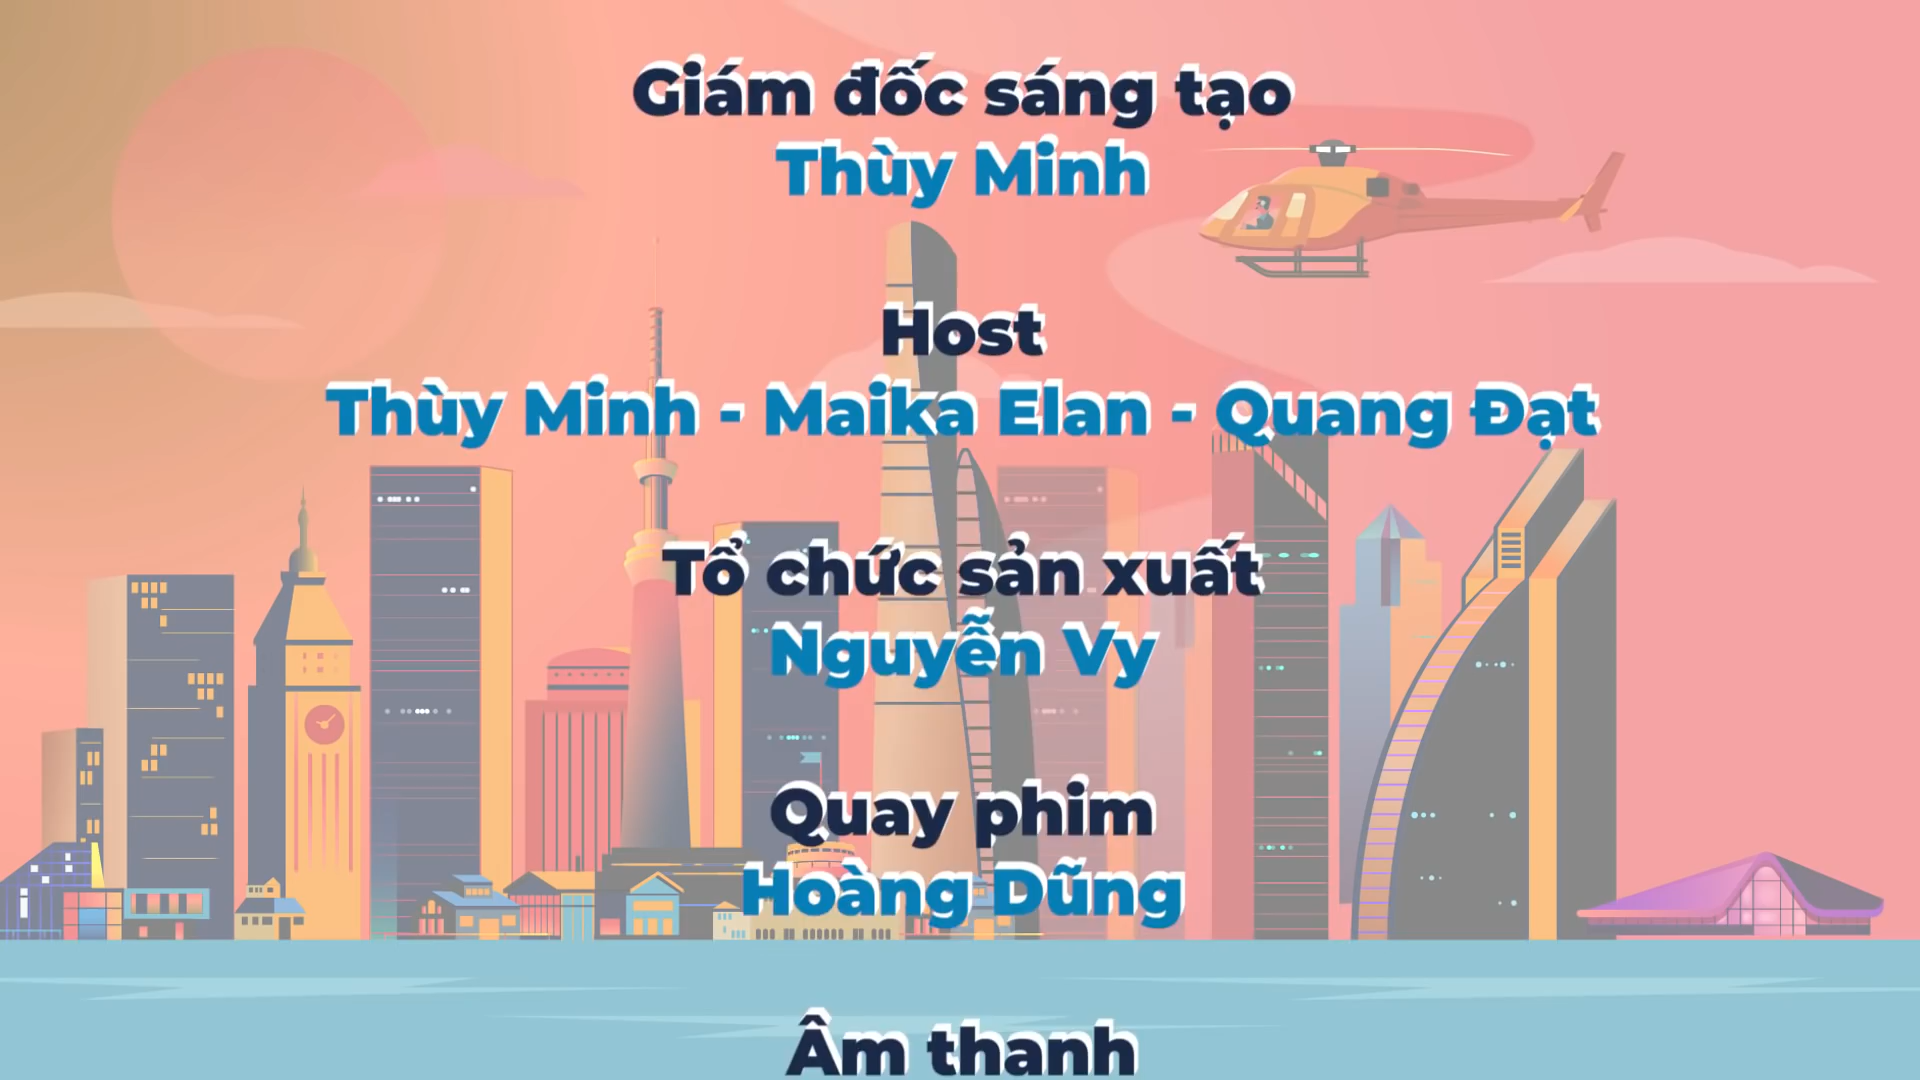 Giám đốc sáng tạo
Thùy Minh
Host
Thùy Minh - Maika Elan - Quang Đạt
Tổ chức sản xuất
Nguyễn Vy
Quay phim
Hoàng Dũng
Âm thanh